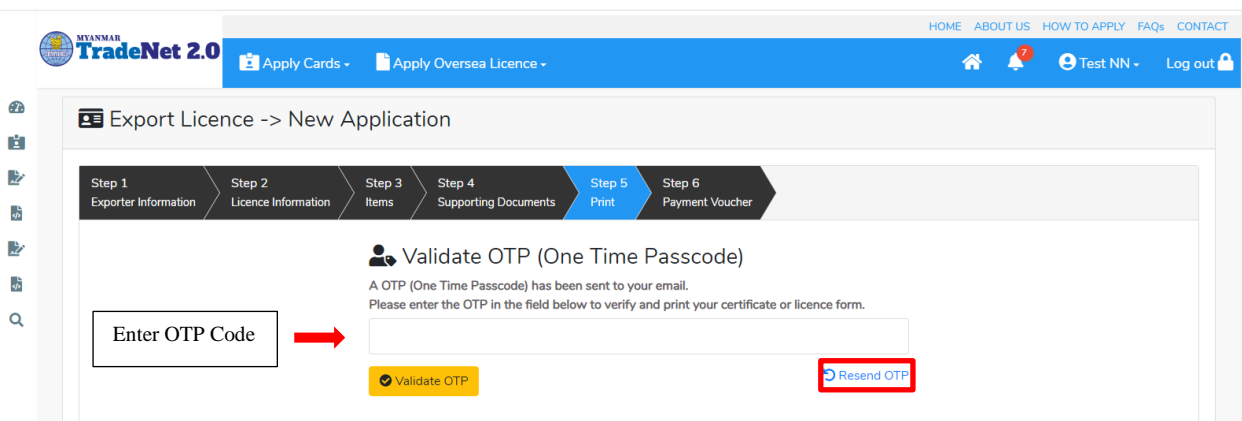 HOME ABOUT US HOW TO APPLY FAQs CONTACT
MYANMAR
TradeNet 2.0
Apply Cards
Apply Oversea Licence
7
Test NN
Log out
Export Licence -> New Application
Step 1
Exporter Information
Step 2
Licence Information
Step 3
Items
Step 4
Supporting Documents
Step 5
Print
Step 6
Payment Voucher
Validate OTP (One Time Passcode)
A OTP (One Time Passcode) has been sent to your email.
Please enter the OTP in the field below to verify and print your certificate or licence form.
Enter OTP Code
Validate OTP
Resend OTP